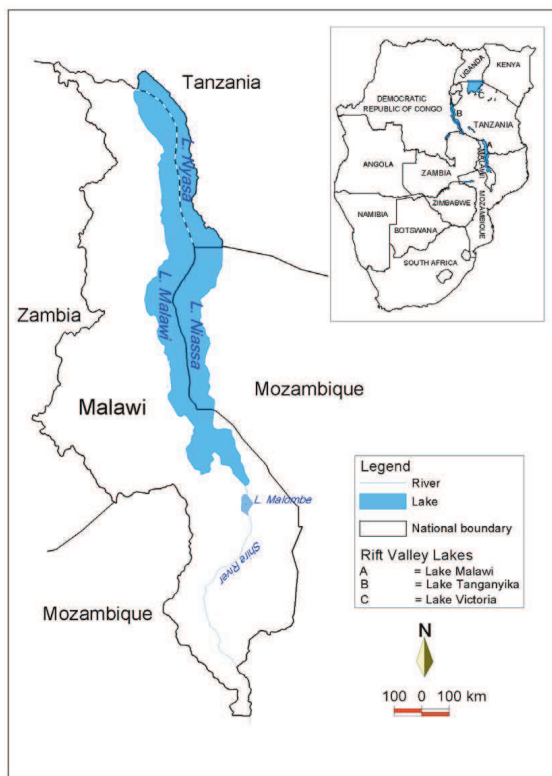 Tanzania
L. Nyasa
Zambia
L. Malawi
L. Niassa
Mozambique
Malawi
L. Malombe
Shire River
Mozambique
UGANDA
KENYA
C
DEMOCRATIC
REPUBLIC OF CONGO
B
TANZANIA
A
ANGOLA
ZAMBIA
MALAWI
MOZAMBIQUE
ZIMBABWE
NAMIBIA
BOTSWANA
SOUTH AFRICA
Legend
River
Lake
National boundary
Rift Valley Lakes
A = Lake Malawi
B = Lake Tanganyika
C = Lake Victoria
N
100 0 100 km